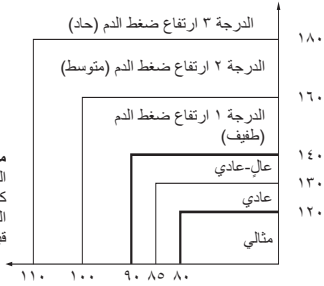 الدرجة ٣ ارتفاع ضغط الدم (حاد)
١٨٠
الدرجة ٢ ارتفاع ضغط الدم (متوسط)
١٦٠
الدرجة ١ ارتفاع ضغط الدم
(طفيف)
١٤٠
عالٍ-عادي
١٣٠
عادي
١٢٠
مثالي
١١٠ ١٠٠ ٩٠ ٨٥ ٨٠